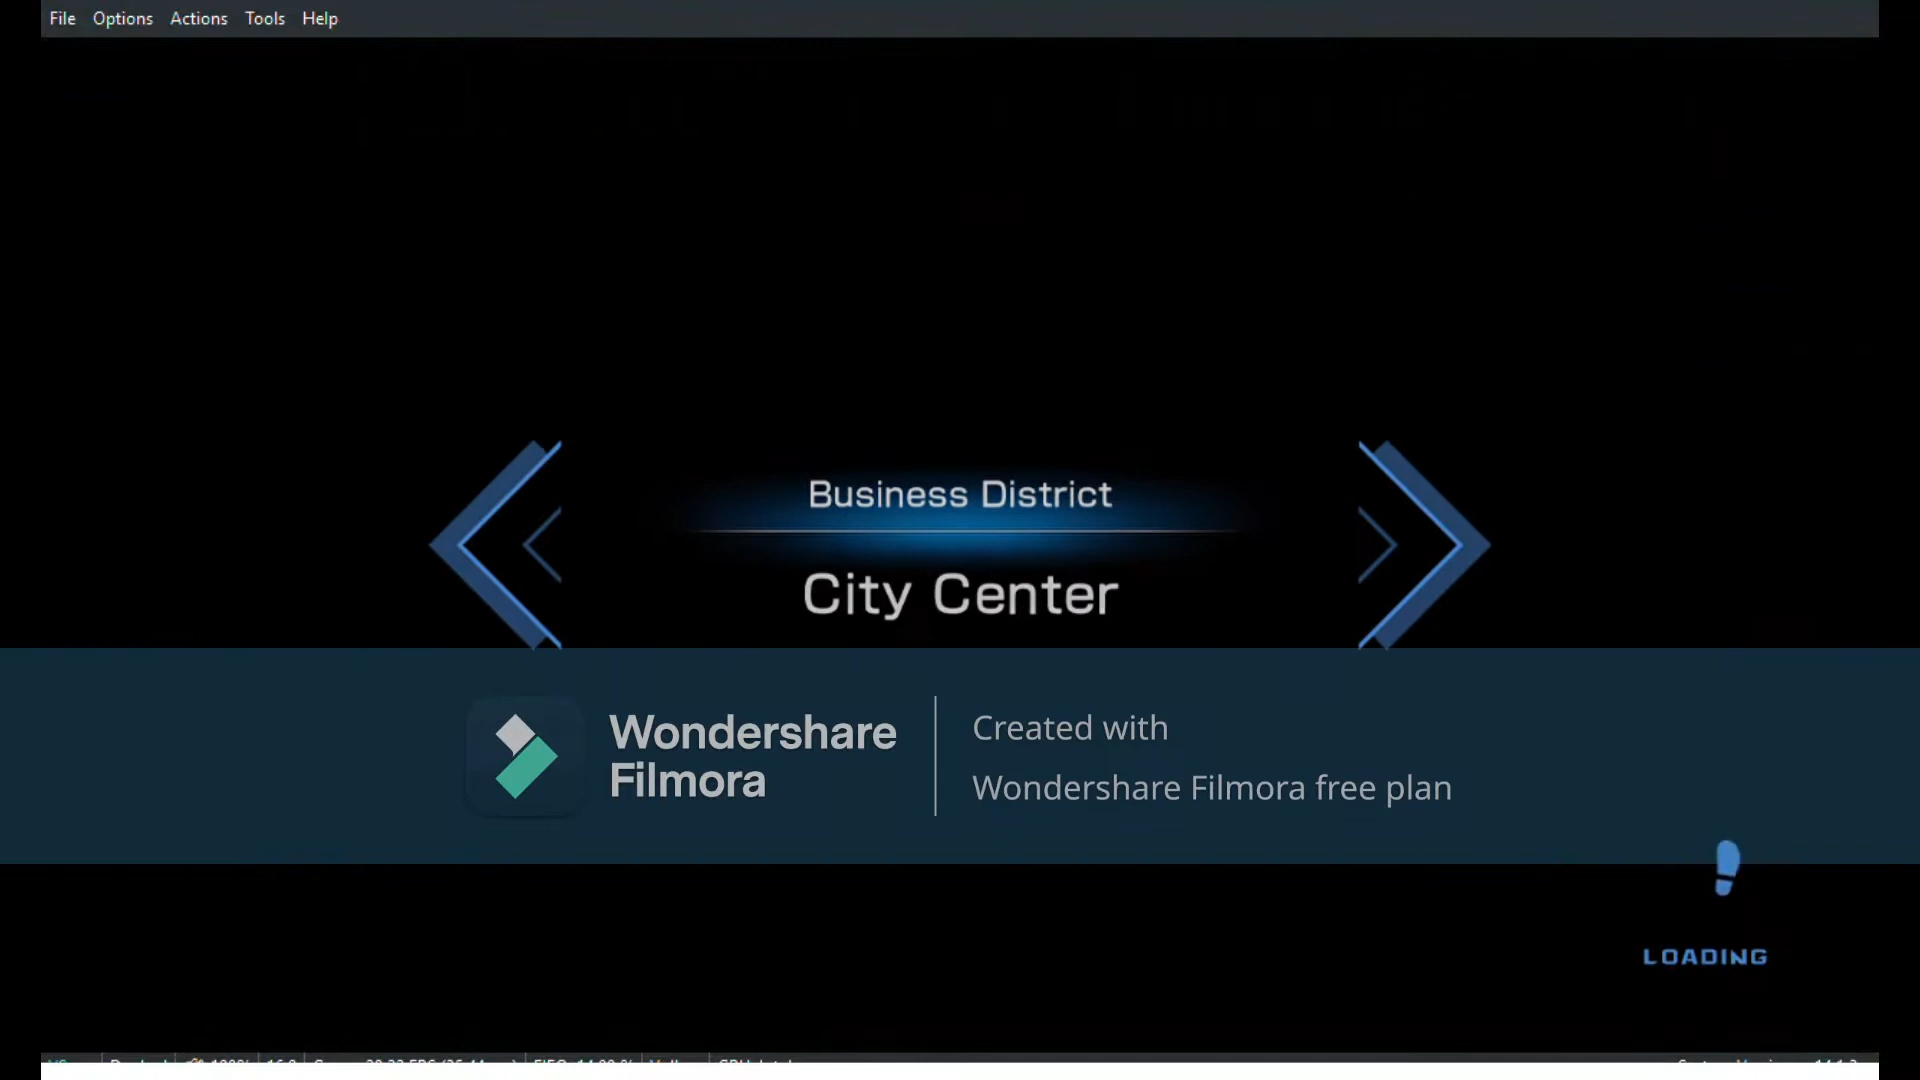 File Options Actions Tools Help
Business District
City Center
Wondershare
Filmora
Created with
Wondershare Filmora free plan
LOADING